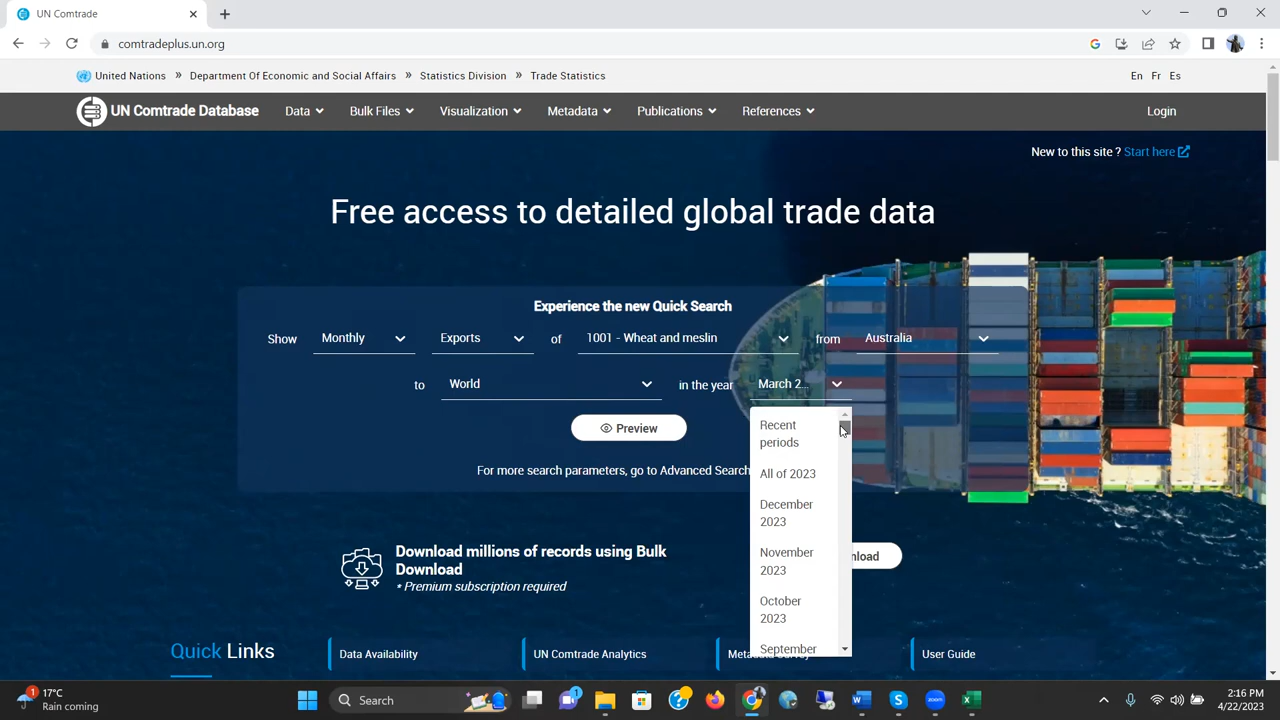 UN Comtrade
comtradeplus.un.org
United Nations » Department Of Economic and Social Affairs » Statistics Division » Trade Statistics
En Fr Es
UN Comtrade Database Data Bulk Files Visualization Metadata Publications References Login
New to this site ? Start here
Free access to detailed global trade data
Experience the new Quick Search
Show Monthly Exports of 1001 - Wheat and meslin from Australia
to World in the year March 2...
Preview
Recent
periods
For more search parameters, go to Advanced Search
All of 2023
December
2023
Download millions of records using Bulk
Download
* Premium subscription required
November
2023
October
2023
September
Quick Links
Data Availability
UN Comtrade Analytics
User Guide
1
17°C
Rain coming
Search
1
2:16 PM
4/22/2023